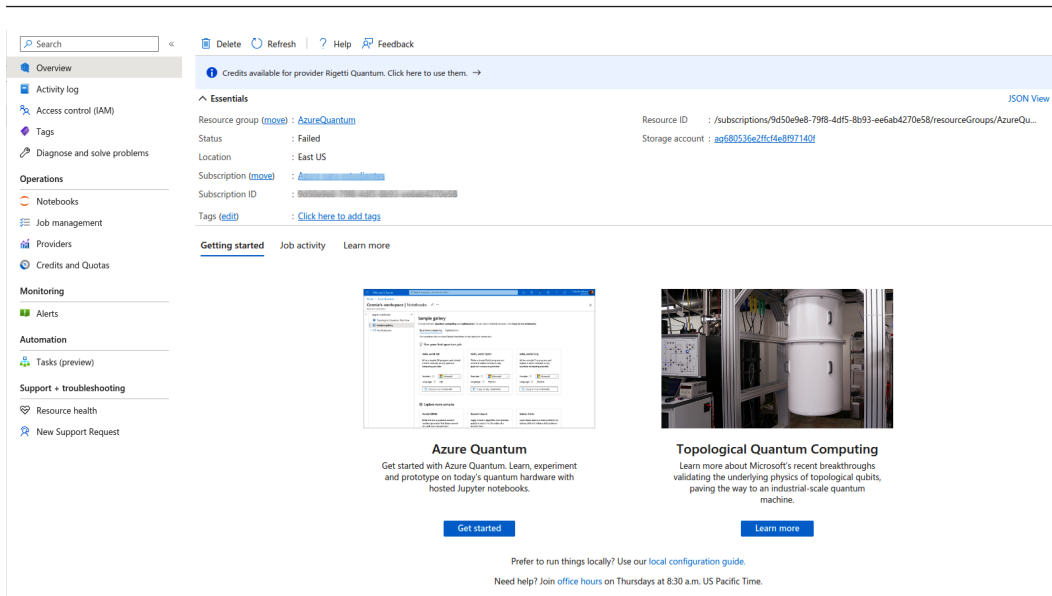 Search
«
Delete Refresh ? Help Feedback
Overview
Activity log
Access control (IAM)
Tags
Diagnose and solve problems
Operations
Notebooks
Job management
Providers
Credits and Quotas
Monitoring
Alerts
Automation
Tasks (preview)
Support + troubleshooting
Resource health
New Support Request
Credits available for provider Rigetti Quantum. Click here to use them. →
Essentials
JSON View
Resource group (move) : AzureQuantum
Status : Failed
Location : East US
Subscription (move) :
Subscription ID :
Tags (edit) : Click here to add tags
Resource ID : /subscriptions/9d50e9e8-79f8-4df5-8b93-ee6ab4270e58/resourceGroups/AzureQu...
Storage account : aq680536e2ffcf4e8f97140f
Getting started Job activity Learn more
Sample gallery
Azure Quantum
Get started with Azure Quantum. Learn, experiment
and prototype on today's quantum hardware with
hosted Jupyter notebooks.
Get started
Topological Quantum Computing
Learn more about Microsoft's recent breakthroughs
validating the underlying physics of topological qubits,
paving the way to an industrial-scale quantum
machine.
Learn more
Prefer to run things locally? Use our local configuration guide.
Need help? Join office hours on Thursdays at 8:30 a.m. US Pacific Time.